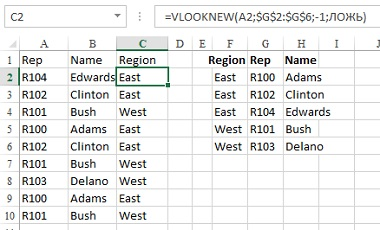 C2 =VLOOKNEW(A2;$G$2:$G$6;-1;ЛОЖЬ)
A B C D E F G H I
1 Rep Name Region Region Rep Name
2 R104 Edwards East East R100 Adams
3 R102 Clinton East East R102 Clinton
4 R101 Bush West East R104 Edwards
5 R100 Adams East West R101 Bush
6 R102 Clinton East West R103 Delano
7 R101 Bush West
8 R103 Delano West
9 R100 Adams East
10 R101 Bush West